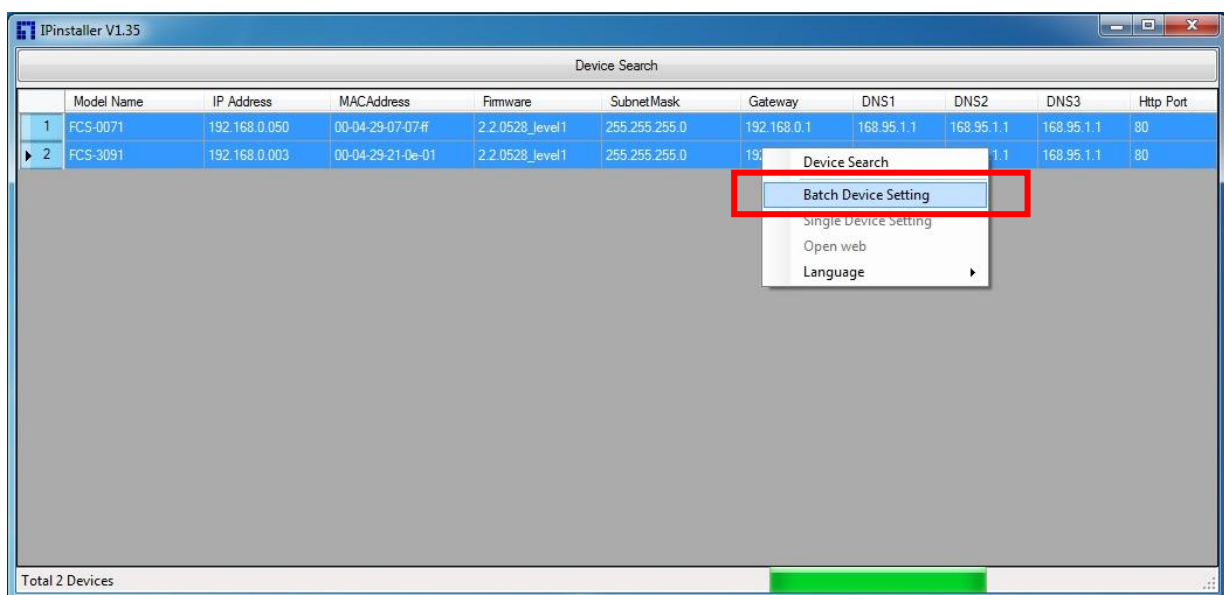 IPinstaller V1.35
Device Search
Model Name IP Address MACAddress Firmware SubnetMask Gateway DNS1 DNS2 DNS3 Http Port
1 FCS-0071 192.168.0.050 00-04-29-07-07-ff 2.2.0528_level1 255.255.255.0 192.168.0.1 168.95.1.1 168.95.1.1 168.95.1.1 80
2 FCS-3091 192.168.0.003 00-04-29-21-0e-01 2.2.0528_level1 255.255.255.0 192 1.1 168.95.1.1 80
Device Search
Batch Device Setting
Single Device Setting
Open web
Language
Total 2 Devices